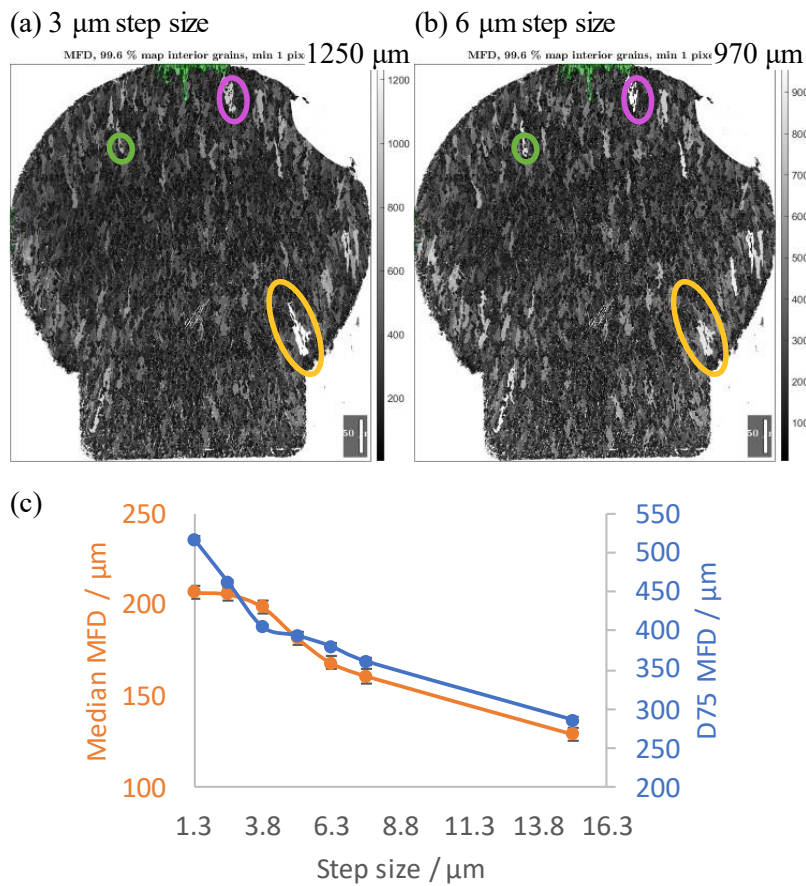 (a) 3 μm step size
(b) 6 μm step size
MFD, 99.6 % map interior grains, min 1 pixe
1250 μm
MFD, 99.6 % map interior grains, min 1 pixe
970 μm
1200
1000
800
600
400
200
900
800
700
600
500
400
300
200
100
(c)
250
200
150
100
Median MFD / μm
550
500
450
400
350
300
250
200
D75 MFD / μm
1.3 3.8 6.3 8.8 11.3 13.8 16.3
Step size / μm